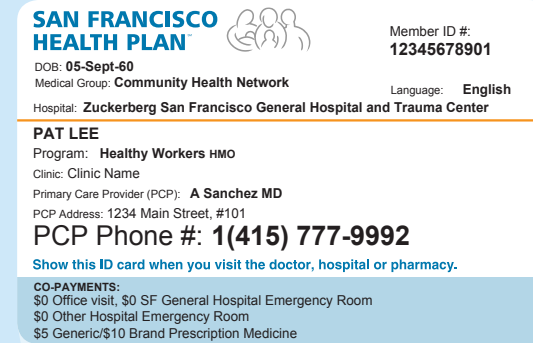 SAN FRANCISCO
HEALTH PLAN™
Member ID #:
12345678901
DOB: 05-Sept-60
Medical Group: Community Health Network
Language: English
Hospital: Zuckerberg San Francisco General Hospital and Trauma Center
PAT LEE
Program: Healthy Workers HMO
Clinic: Clinic Name
Primary Care Provider (PCP): A Sanchez MD
PCP Address: 1234 Main Street, #101
PCP Phone #: 1(415) 777-9992
Show this ID card when you visit the doctor, hospital or pharmacy.
CO-PAYMENTS:
$0 Office visit, $0 SF General Hospital Emergency Room
$0 Other Hospital Emergency Room
$5 Generic/$10 Brand Prescription Medicine